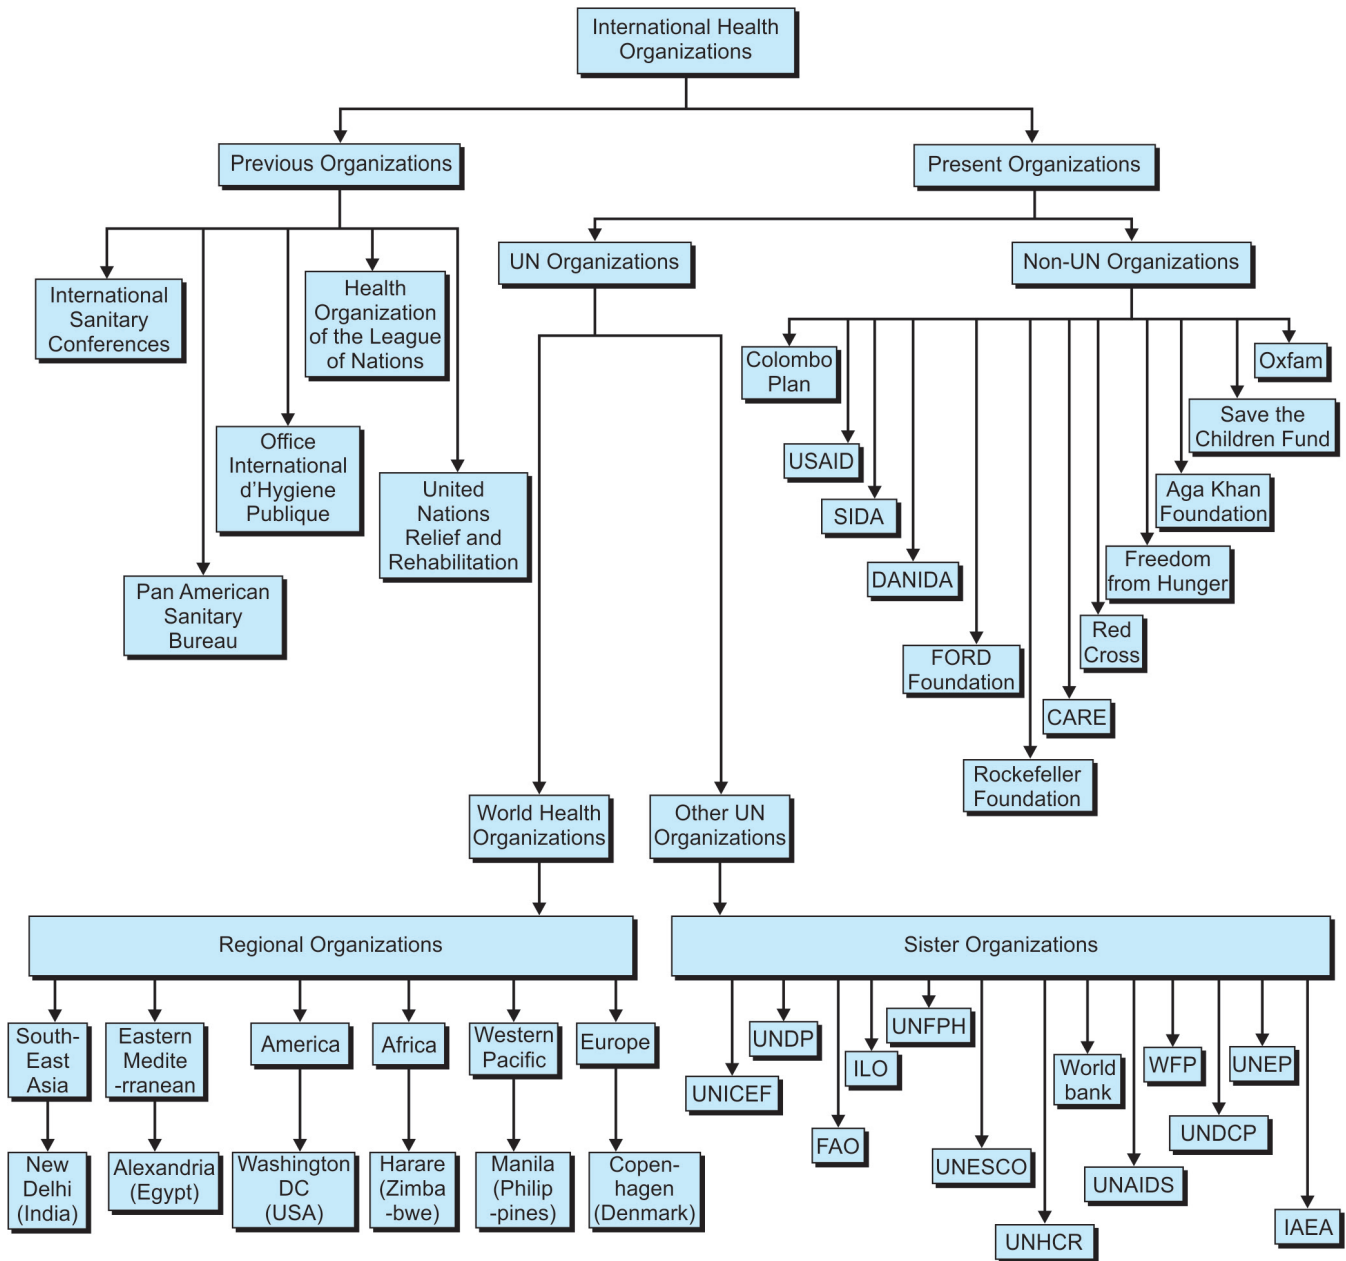 International Health
Organizations
Previous Organizations
Present Organizations
UN Organizations
Non-UN Organizations
International
Sanitary
Conferences
Health
Organization
of the League
of Nations
Office
International
d’Hygiene
Publique
United
Nations
Relief and
Rehabilitation
Pan American
Sanitary
Bureau
Colombo
Plan
Oxfam
Save the
Children Fund
USAID
Aga Khan
Foundation
SIDA
Freedom
from Hunger
DANIDA
Red
Cross
FORD
Foundation
CARE
Rockefeller
Foundation
World Health
Organizations
Other UN
Organizations
Regional Organizations
Sister Organizations
South-
East
Asia
Eastern
Medite
-rranean
America
Africa
Western
Pacific
Europe
New
Delhi
(India)
Alexandria
(Egypt)
Washington
DC
(USA)
Harare
(Zimba
-bwe)
Manila
(Philip
-pines)
Copen-
hagen
(Denmark)
UNICEF
UNDP
FAO
ILO
UNFPH
UNESCO
UNHCR
World
bank
UNAIDS
WFP
UNDCP
UNEP
IAEA